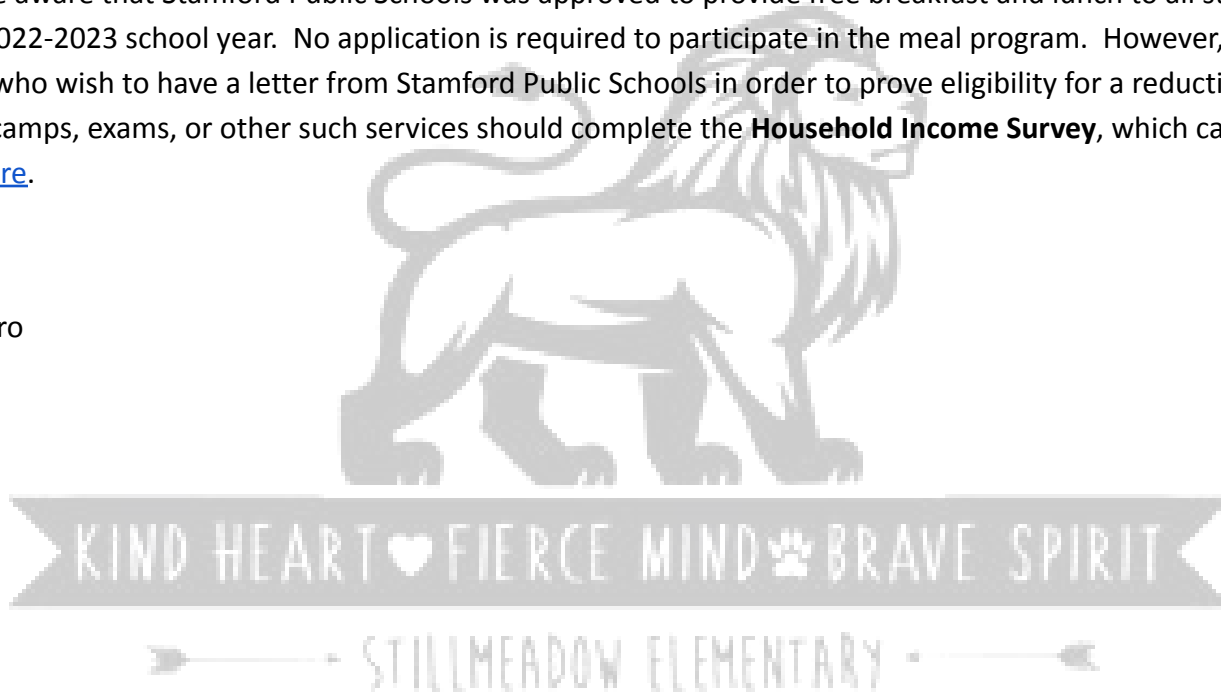 aware that Stamford Public Schools was approved to provide free breakfast and lunch to all
022-2023 school year. No application is required to participate in the meal program. However,
who wish to have a letter from Stamford Public Schools in order to prove eligibility for a reducti
camps, exams, or other such services should complete the Household Income Survey, which ca
re.
ro
KIND HEART FIERCE MIND BRAVE SPIRIT
STILLMEADOW ELEMENTARY